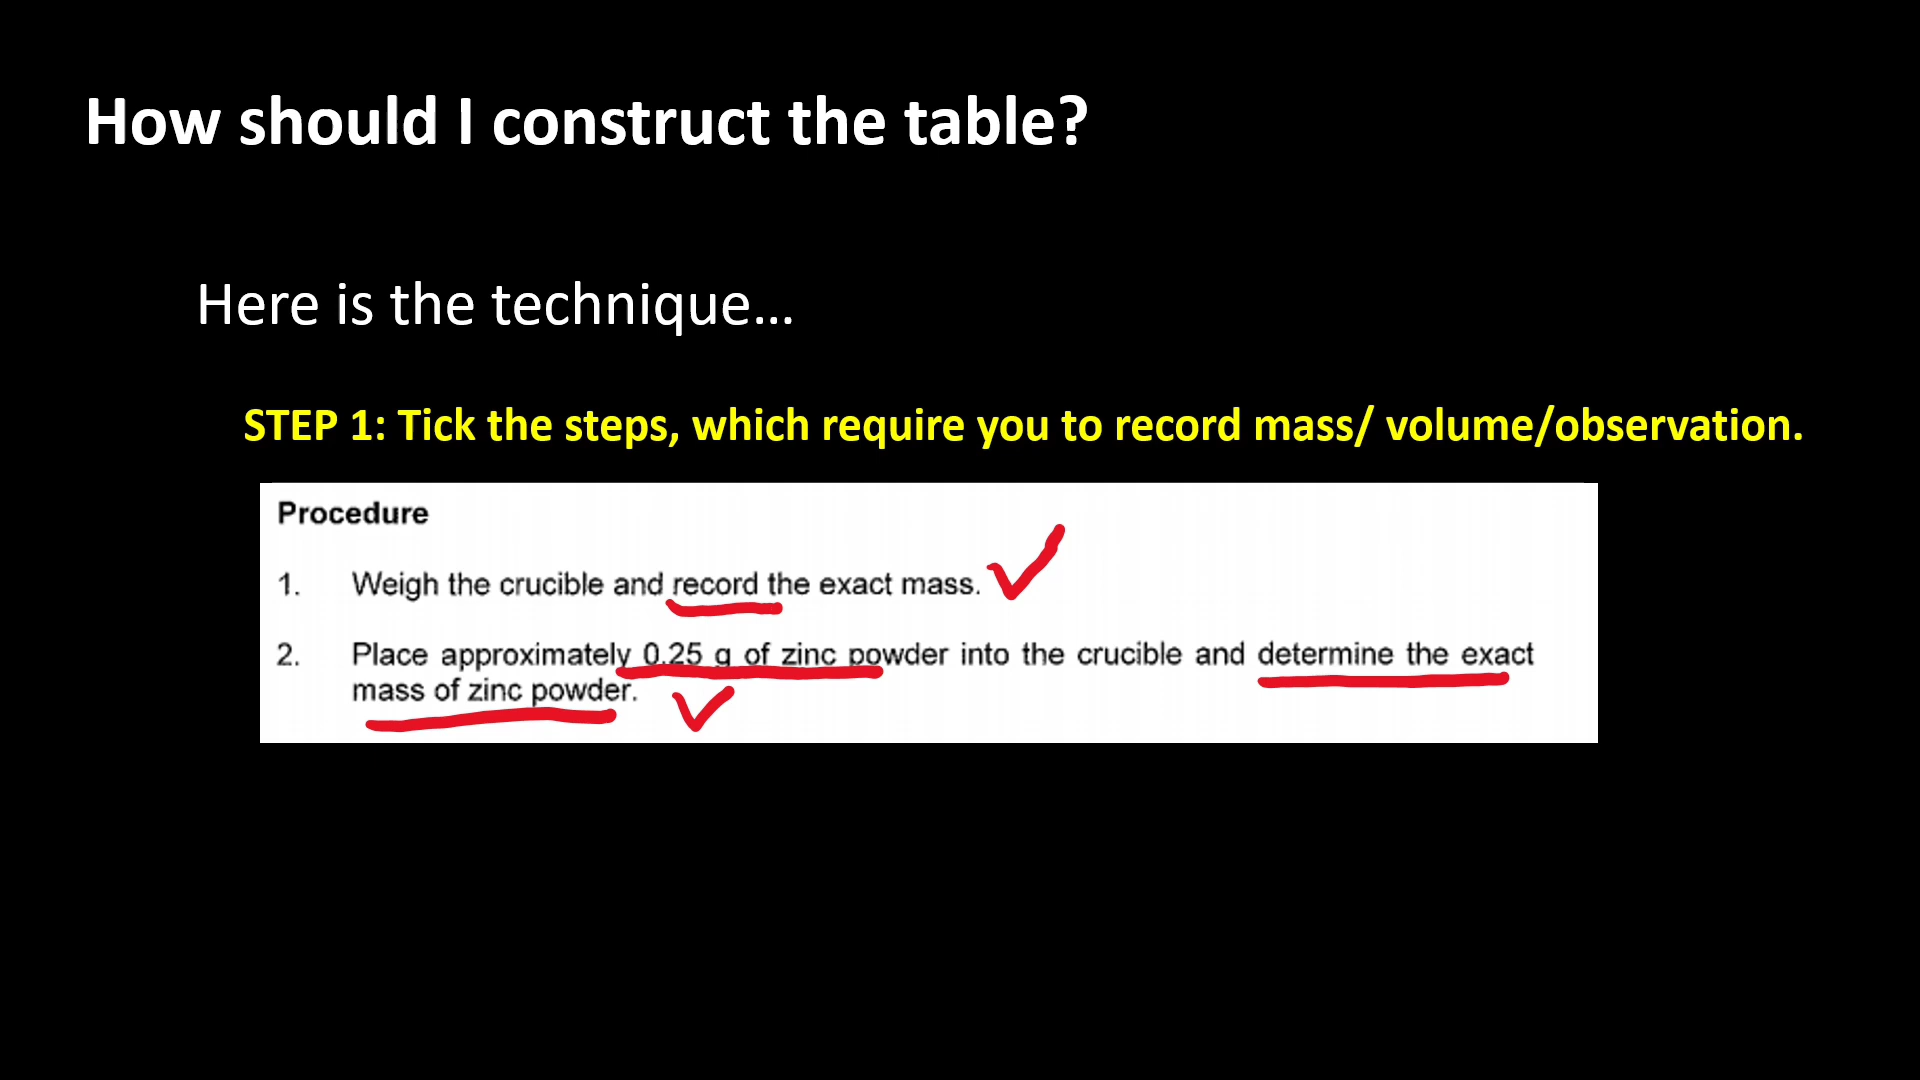 How should I construct the table?
Here is the technique...
STEP 1: Tick the steps, which require you to record mass/ volume/observation.
Procedure
1. Weigh the crucible and record the exact mass.
2. Place approximately 0.25 g of zinc powder into the crucible and determine the exact
mass of zinc powder.